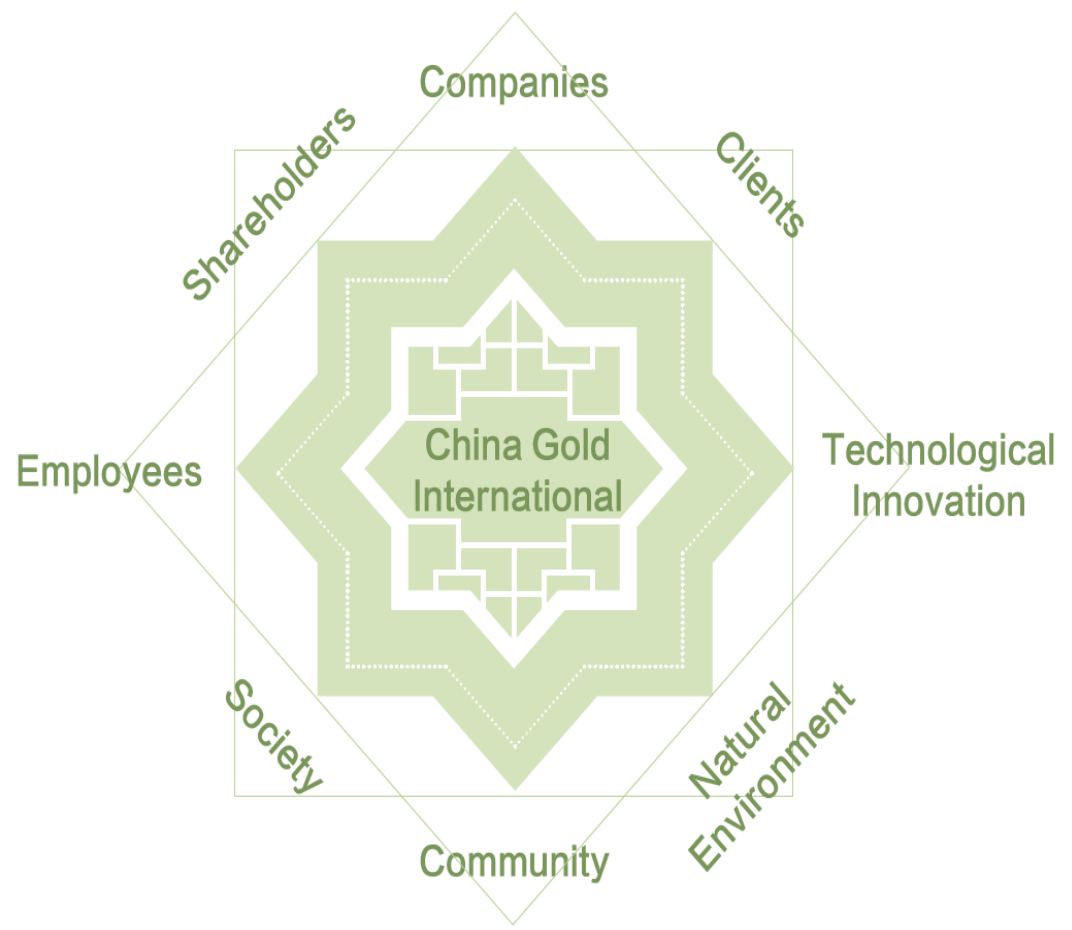 Companies
Shareholders
Clients
China Gold
International
Employees
Technological
Innovation
Society
Natural
Environment
Community